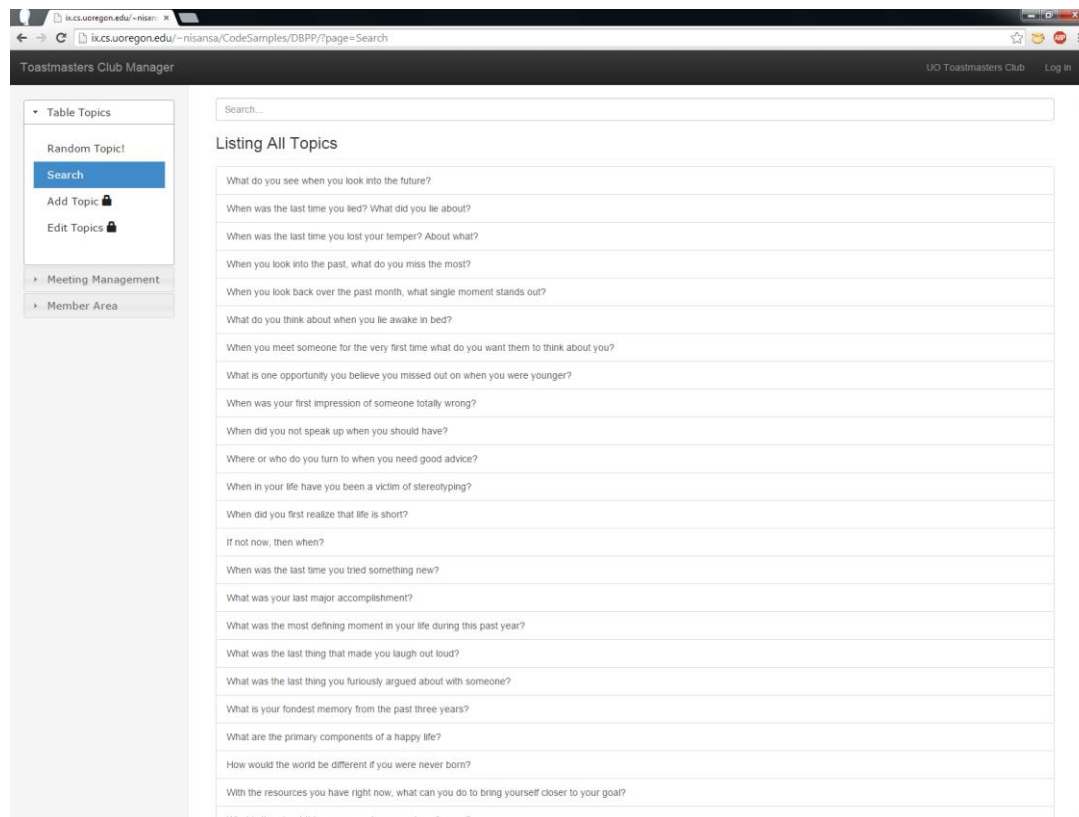 ix.cs.uoregon.edu/~nisan
ix.cs.uoregon.edu/~nisansa/CodeSamples/DBPP/?page=Search
ABP
Toastmasters Club Manager
UO Toastmasters Club
Log in
Table Topics
Random Topic!
Search
Add Topic
Edit Topics
Meeting Management
Member Area
Search...
Listing All Topics
What do you see when you look into the future?
When was the last time you lied? What did you lie about?
When was the last time you lost your temper? About what?
When you look into the past, what do you miss the most?
When you look back over the past month, what single moment stands out?
What do you think about when you lie awake in bed?
When you meet someone for the very first time what do you want them to think about you?
What is one opportunity you believe you missed out on when you were younger?
When was your first impression of someone totally wrong?
When did you not speak up when you should have?
Where or who do you turn to when you need good advice?
When in your life have you been a victim of stereotyping?
When did you first realize that life is short?
If not now, then when?
When was the last time you tried something new?
What was your last major accomplishment?
What was the most defining moment in your life during this past year?
What was the last thing that made you laugh out loud?
What was the last thing you furiously argued about with someone?
What is your fondest memory from the past three years?
What are the primary components of a happy life?
How would the world be different if you were never born?
With the resources you have right now, what can you do to bring yourself closer to your goal?